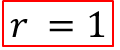 r = 1